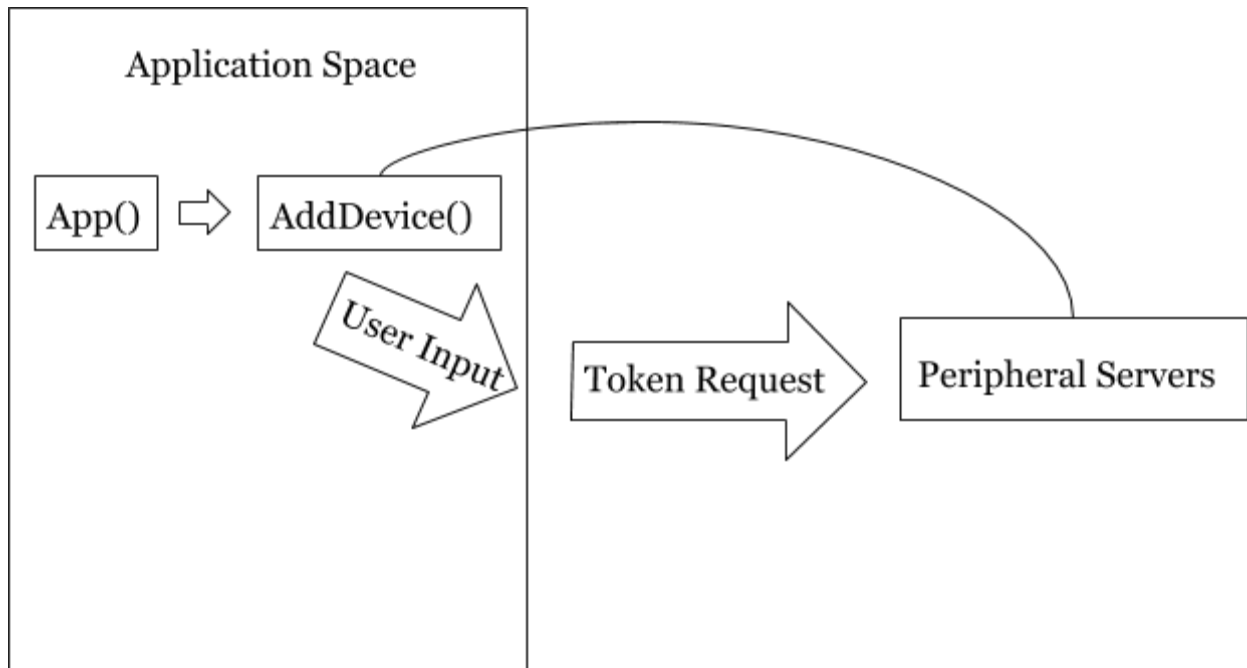 Application Space
App()
AddDevice()
User Input
Token Request
Peripheral Servers